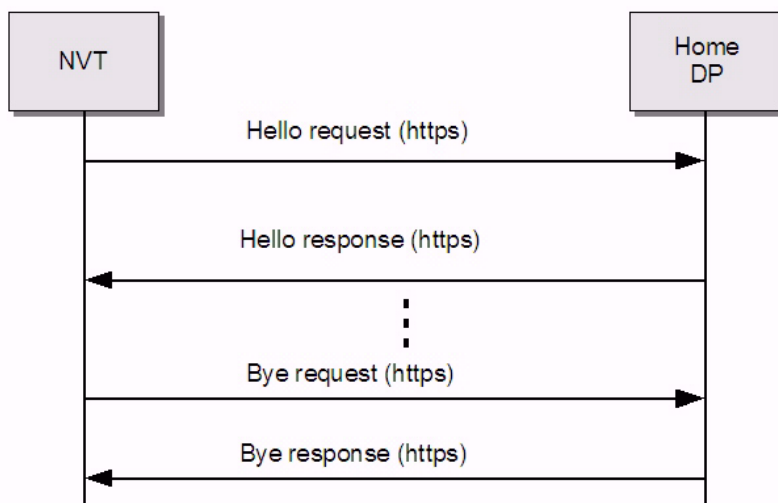 NVT
Home
DP
Hello request (https)
Hello response (https)
Bye request (https)
Bye response (https)